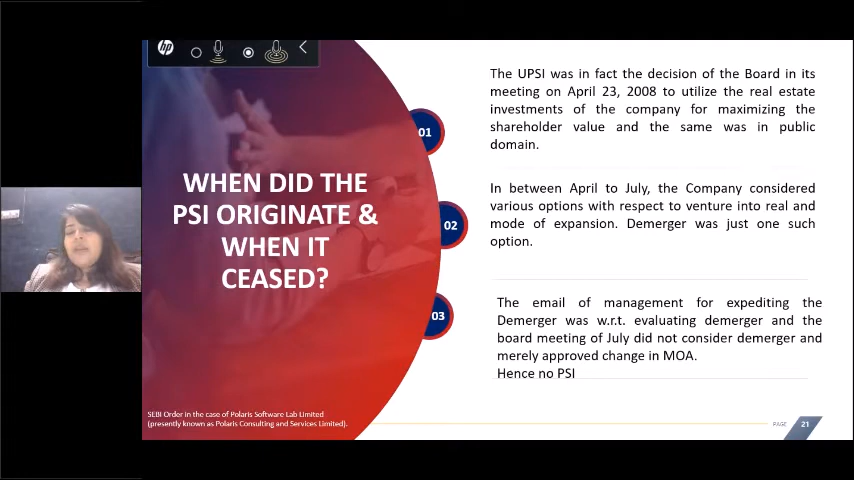 hp
WHEN DID THE
PSI ORIGINATE &
WHEN IT
CEASED?
01
The UPSI was in fact the decision of the Board in its
meeting on April 23, 2008 to utilize the real estate
investments of the company for maximizing the
shareholder value and the same was in public
domain.
02
In between April to July, the Company considered
various options with respect to venture into real and
mode of expansion. Demerger was just one such
option.
03
The email of management for expediting the
Demerger was w.r.t. evaluating demerger and the
board meeting of July did not consider demerger and
merely approved change in MOA.
Hence no PSI
SEBI Order in the case of Polaris Software Lab Limited
(presently known as Polaris Consulting and Services Limited).
PAGE 21